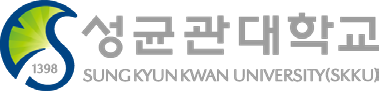 성균관대학교
1398
SUNG KYUN KWAN UNIVERSITY(SKKU)